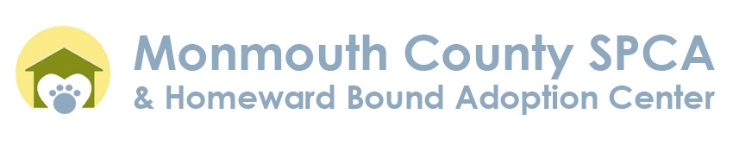 Monmouth County SPCA
& Homeward Bound Adoption Center